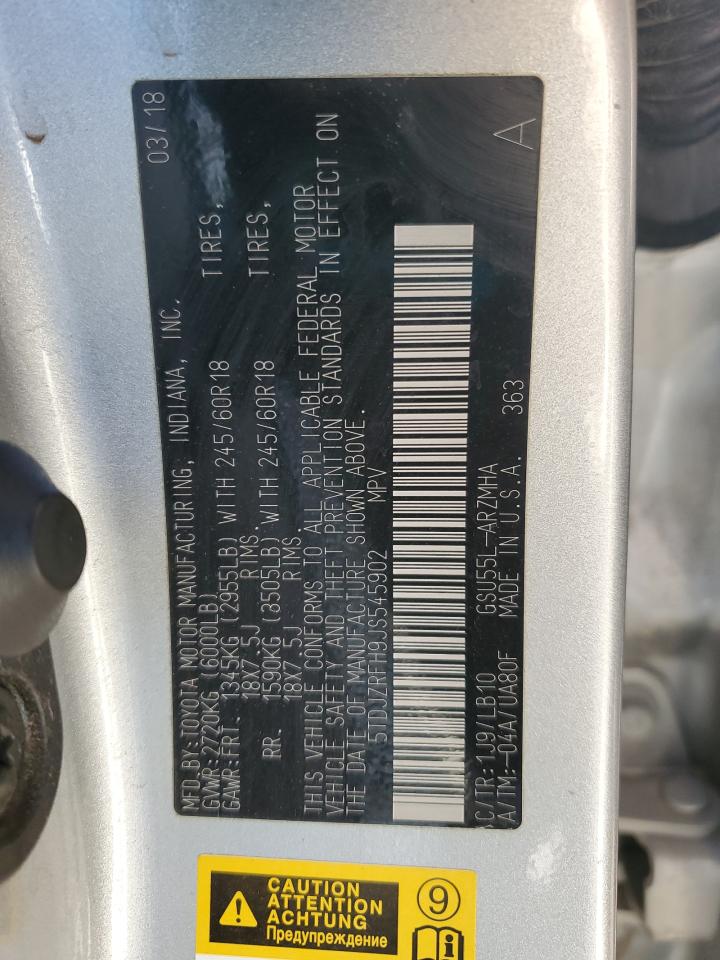 MFD.BY:TOYOTA MOTOR MANUFACTURING, INDIANA, INC. 03/18
GVWR:2720KG (6000LB)
GAWR:FRT. 1345KG (2955LB) WITH 245/60R18 TIRES,
18X7.5J RIMS.
RR. 1590KG (3505LB) WITH 245/60R18 TIRES,
18X7.5J RIMS
THIS VEHICLE CONFORMS TO ALL APPLICABLE FEDERAL MOTOR
VEHICLE SAFETY AND THEFT PREVENTION STANDARDS IN EFFECT ON
THE DATE OF MANUFACTURE SHOWN ABOVE.
5TDJZRFH9JS545902 MPV
C/TR:1J9/LB10 GSU55L-ARZMHA 363
A/TM:-04A/UA80F MADE IN U.S.A.
A
CAUTION
ATTENTION
ACHTUNG
Предупреждение
9